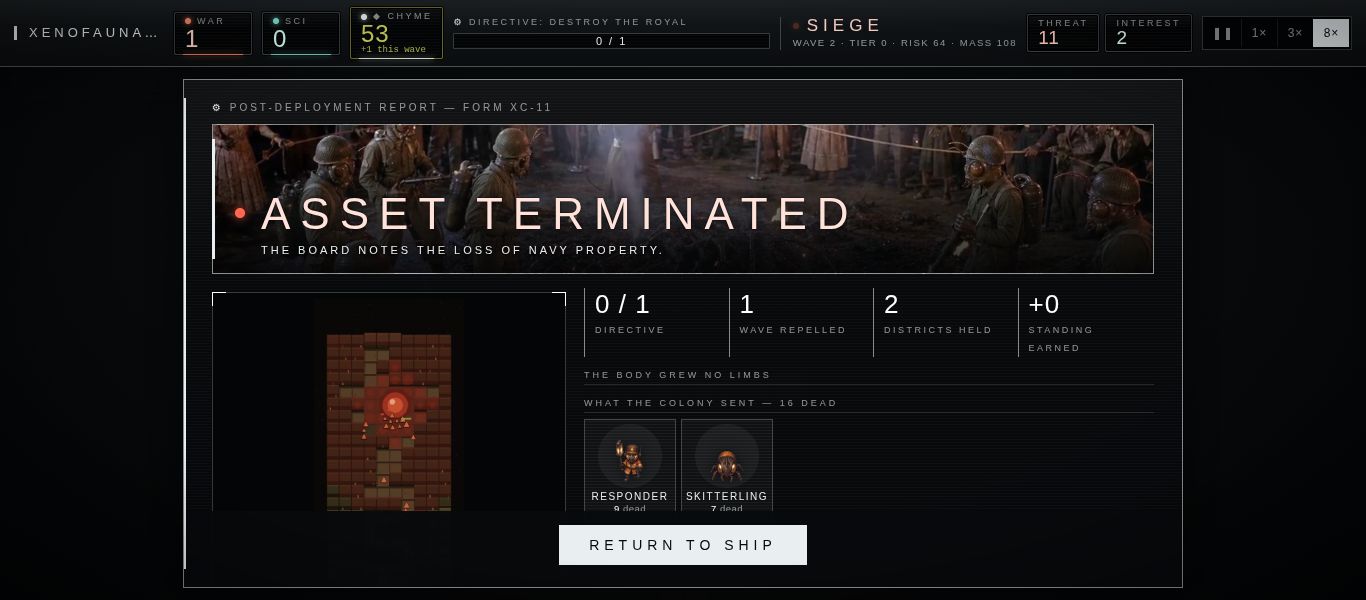 XENOFAUNA…
WAR
1
SCI
0
◆ CHYME
53
+1 this wave
⚙ DIRECTIVE: DESTROY THE ROYAL
0 / 1
SIEGE
WAVE 2 · TIER 0 · RISK 64 · MASS 108
THREAT
11
INTEREST
2
❚❚ 1× 3× 8×
⚙ POST-DEPLOYMENT REPORT — FORM XC-11
ASSET TERMINATED
THE BOARD NOTES THE LOSS OF NAVY PROPERTY.
0 / 1
DIRECTIVE
1
WAVE REPELLED
2
DISTRICTS HELD
+0
STANDING
EARNED
THE BODY GREW NO LIMBS
WHAT THE COLONY SENT — 16 DEAD
RESPONDER
9 dead
SKITTERLING
7 dead
RETURN TO SHIP